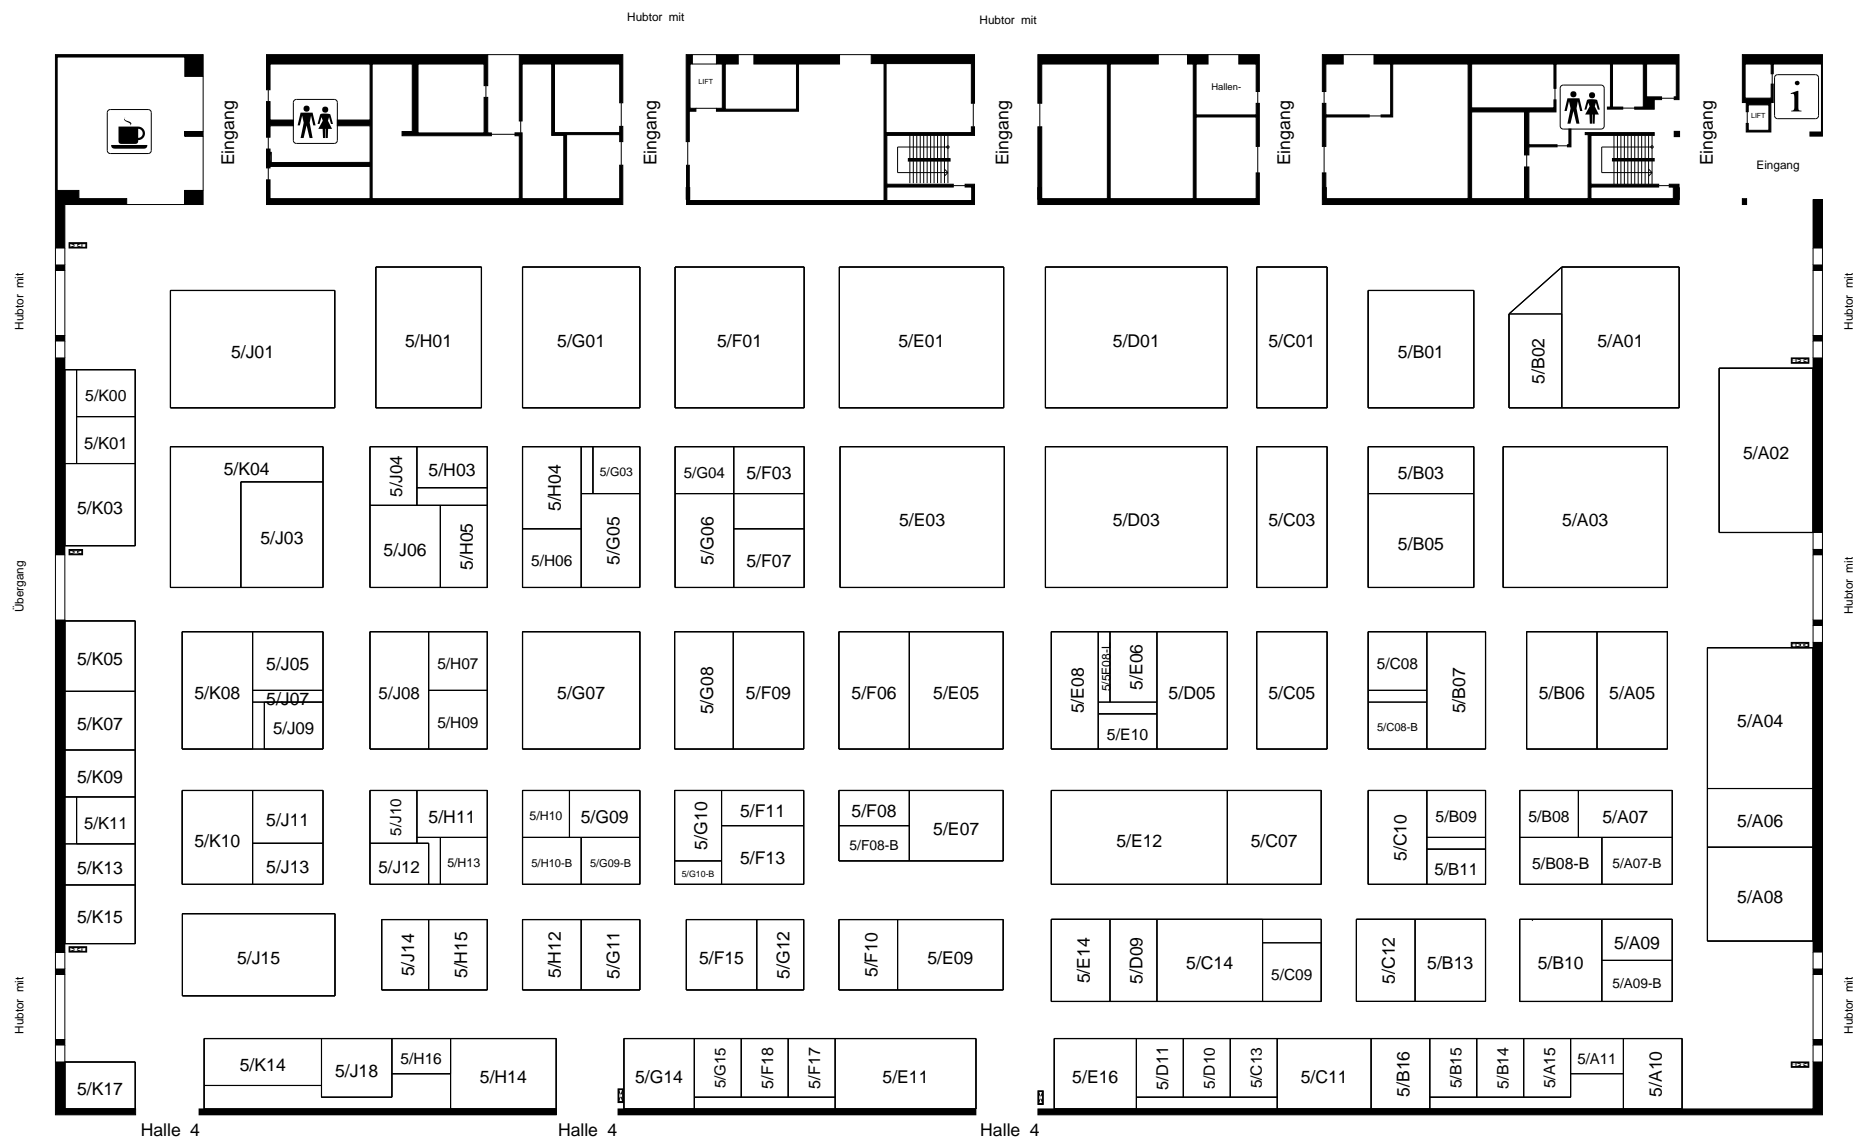 Hubtor mit
Hubtor mit
LIFT
Hallen-
i
LIFT
Eingang
Eingang
Eingang
Eingang
Eingang
Eingang
Hubtor mit
Hubtor mit
5/J01
5/H01
5/G01
5/F01
5/E01
5/D01
5/C01
5/B01
5/B02
5/A01
5/K00
5/K01
5/K03
5/A02
5/K04
5/J03
5/J04
5/H03
5/J06
5/H05
5/H04
5/G03
5/H06
5/G05
5/G04
5/F03
5/G06
5/F07
5/E03
5/D03
5/C03
5/B03
5/B05
5/A03
Übergang
Hubtor mit
5/K05
5/K07
5/K08
5/J05
5/J07
5/J09
5/J08
5/H07
5/H09
5/G07
5/G08
5/F09
5/F06
5/E05
5/E08
5/5E08-I
5/E06
5/E10
5/D05
5/C05
5/C08
5/C08-B
5/B07
5/B06
5/A05
5/A04
5/K09
5/K11
5/K13
5/K15
5/K10
5/J11
5/J13
5/J10
5/H11
5/J12
5/H13
5/H10
5/G09
5/H10-B
5/G09-B
5/G10
5/G10-B
5/F11
5/F13
5/F08
5/F08-B
5/E07
5/E12
5/C07
5/C10
5/B09
5/B11
5/B08
5/A07
5/B08-B
5/A07-B
5/A06
5/A08
5/J15
5/J14
5/H15
5/H12
5/G11
5/F15
5/G12
5/F10
5/E09
5/E14
5/D09
5/C14
5/C09
5/C12
5/B13
5/B10
5/A09
5/A09-B
Hubtor mit
Hubtor mit
5/K17
5/K14
5/J18
5/H16
5/H14
5/G14
5/G15
5/F18
5/F17
5/E11
5/E16
5/D11
5/D10
5/C13
5/C11
5/B16
5/B15
5/B14
5/A15
5/A11
5/A10
Halle 4
Halle 4
Halle 4